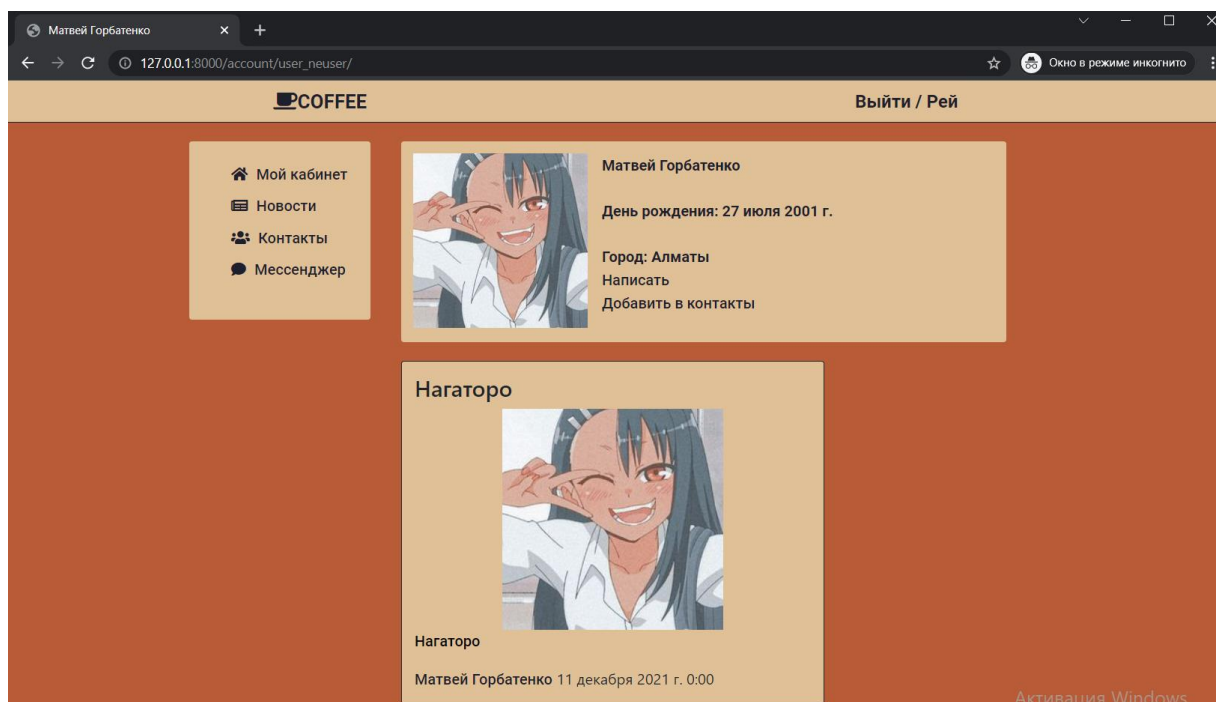 Матвей Горбатенко
127.0.0.1:8000/account/user_neuser/
Окно в режиме инкогнито
COFFEE
Выйти / Рей
Мой кабинет
Новости
Контакты
Мессенджер
Матвей Горбатенко
День рождения: 27 июля 2001 г.
Город: Алматы
Написать
Добавить в контакты
Нагаторо
Нагаторо
Матвей Горбатенко 11 декабря 2021 г. 0:00
Активация Windows